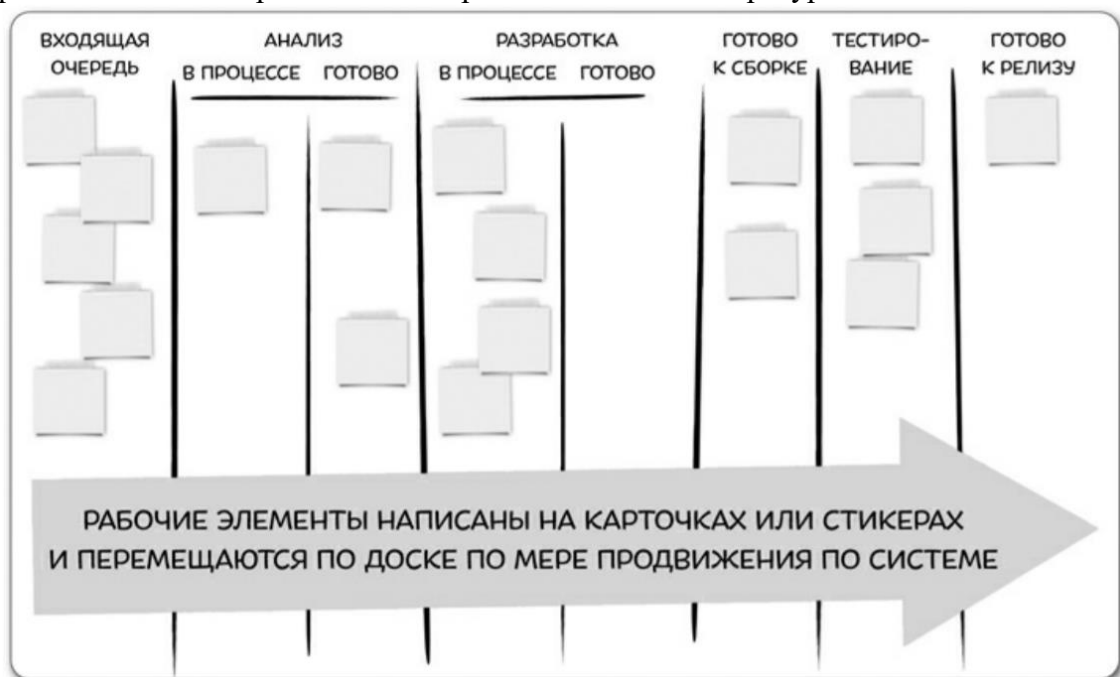 ВХОДЯЩАЯ
ОЧЕРЕДЬ
АНАЛИЗ
В ПРОЦЕССЕ ГОТОВО
РАЗРАБОТКА
В ПРОЦЕССЕ ГОТОВО
ГОТОВО
К СБОРКЕ
ТЕСТИРО-
ВАНИЕ
ГОТОВО
К РЕЛИЗУ
РАБОЧИЕ ЭЛЕМЕНТЫ НАПИСАНЫ НА КАРТОЧКАХ ИЛИ СТИКЕРАХ
И ПЕРЕМЕЩАЮТСЯ ПО ДОСКЕ ПО МЕРЕ ПРОДВИЖЕНИЯ ПО СИСТЕМЕ